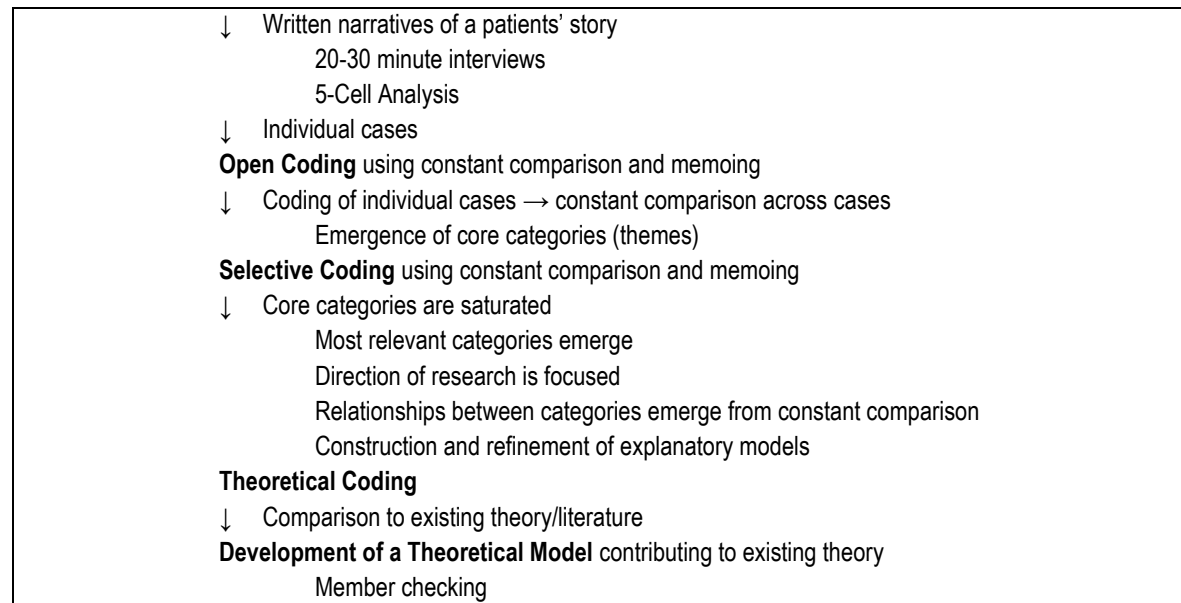 ↓ Written narratives of a patients’ story
20-30 minute interviews
5-Cell Analysis
↓ Individual cases
Open Coding using constant comparison and memoing
↓ Coding of individual cases → constant comparison across cases
Emergence of core categories (themes)
Selective Coding using constant comparison and memoing
↓ Core categories are saturated
Most relevant categories emerge
Direction of research is focused
Relationships between categories emerge from constant comparison
Construction and refinement of explanatory models
Theoretical Coding
↓ Comparison to existing theory/literature
Development of a Theoretical Model contributing to existing theory
Member checking